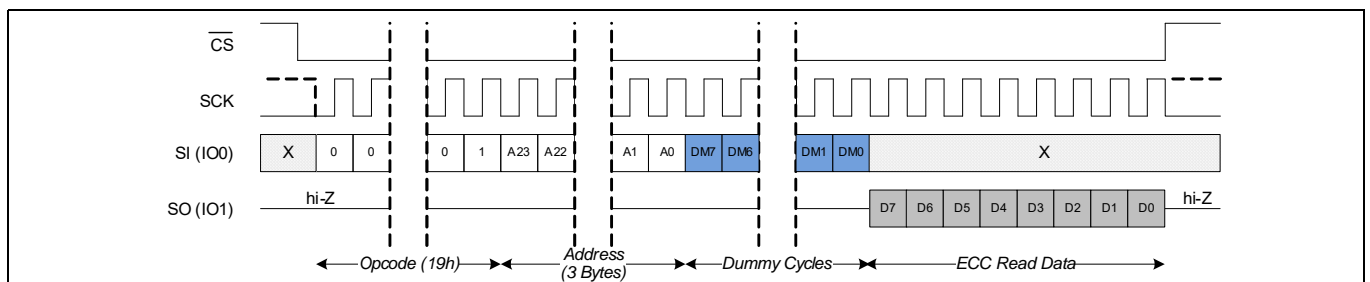 CS
SCK
SI (IO0) X 0 0 0 1 A23 A22 A1 A0 DM7 DM6 DM1 DM0 X
hi-Z hi-Z
SO (IO1) D7 D6 D5 D4 D3 D2 D1 D0
Opcode (19h) Address Dummy Cycles ECC Read Data
(3 Bytes)